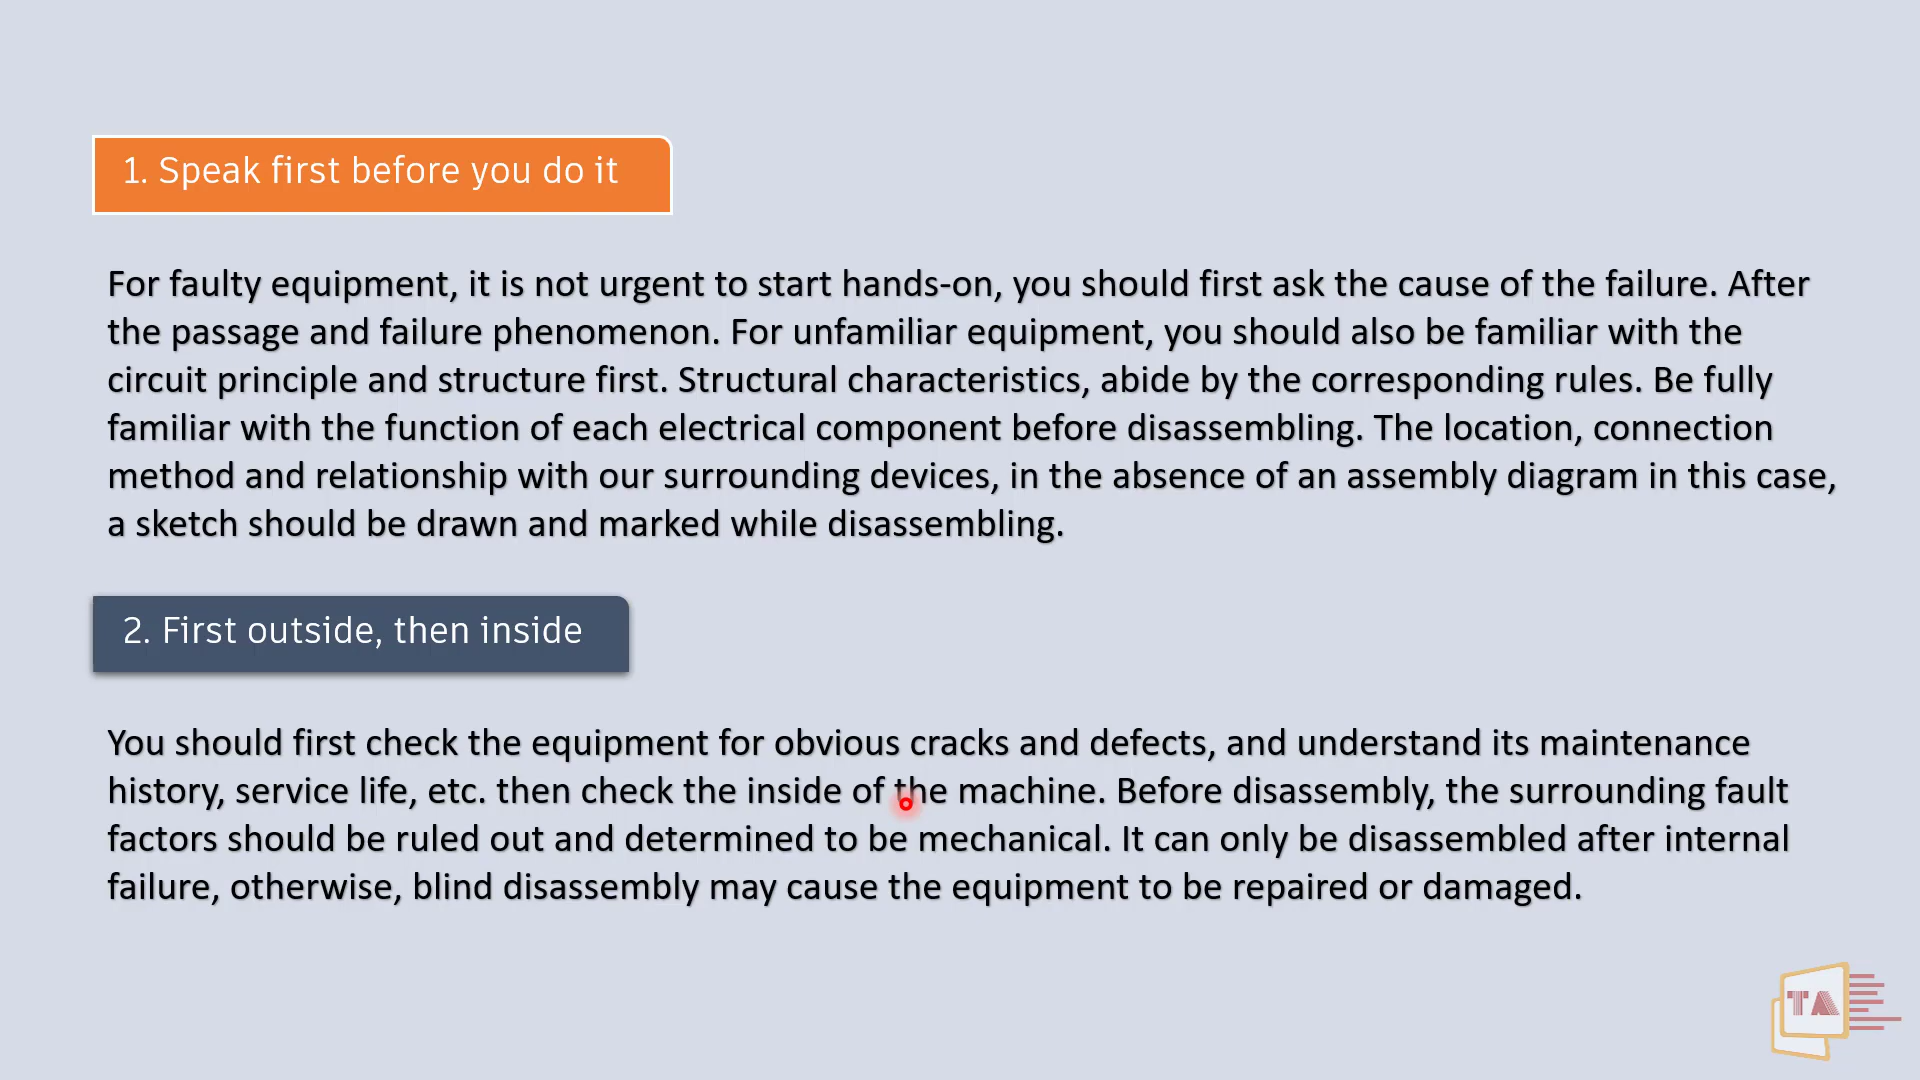 1. Speak first before you do it
For faulty equipment, it is not urgent to start hands-on, you should first ask the cause of the failure. After
the passage and failure phenomenon. For unfamiliar equipment, you should also be familiar with the
circuit principle and structure first. Structural characteristics, abide by the corresponding rules. Be fully
familiar with the function of each electrical component before disassembling. The location, connection
method and relationship with our surrounding devices, in the absence of an assembly diagram in this case,
a sketch should be drawn and marked while disassembling.
2. First outside, then inside
You should first check the equipment for obvious cracks and defects, and understand its maintenance
history, service life, etc. then check the inside of the machine. Before disassembly, the surrounding fault
factors should be ruled out and determined to be mechanical. It can only be disassembled after internal
failure, otherwise, blind disassembly may cause the equipment to be repaired or damaged.
TA